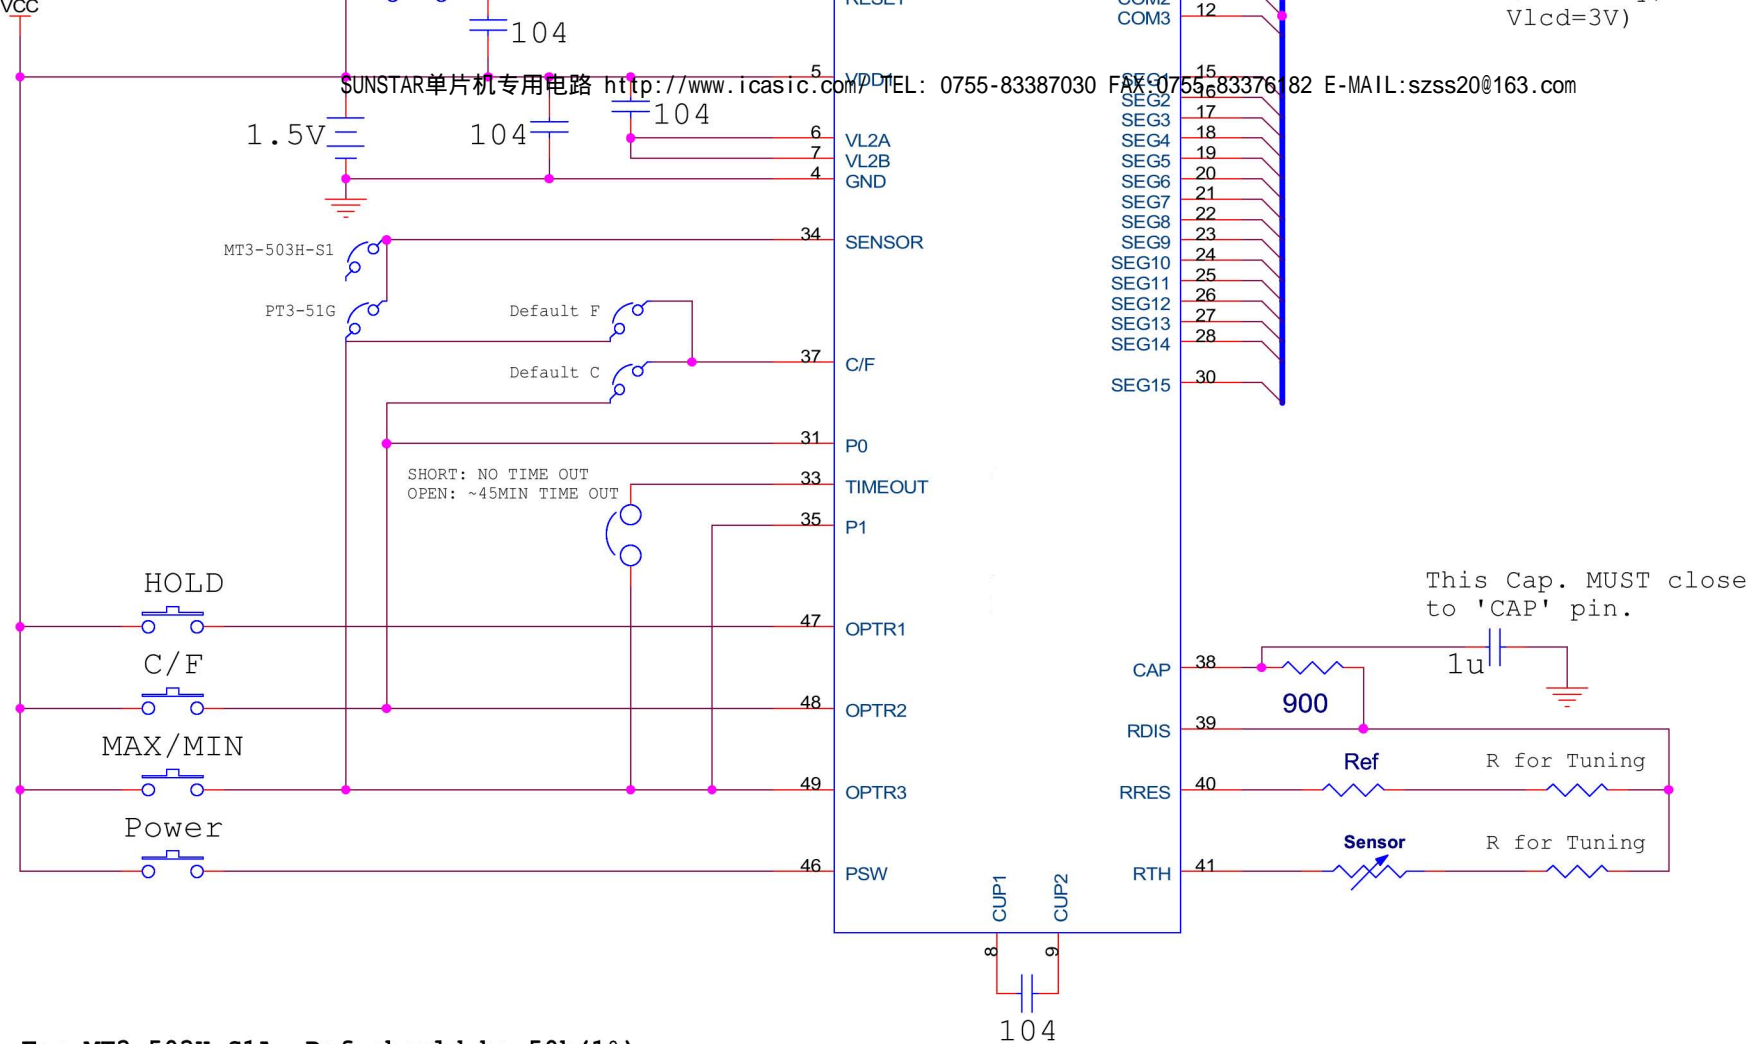 VCC
RESET
COM2
COM3
12
Vlcd=3V)
104
5
VDD1
SEG1
15
SUNSTAR单片机专用电路 http://www.icasic.com/ TEL: 0755-83387030 FAX:0755-83376182 E-MAIL:szss20@163.com
SEG2
16
104
SEG3
17
1.5V
104
6
VL2A
SEG4
18
7
VL2B
SEG5
19
4
GND
SEG6
20
SEG7
21
SEG8
22
MT3-503H-S1
34
SENSOR
SEG9
23
SEG10
24
SEG11
25
PT3-51G
Default F
SEG12
26
SEG13
27
SEG14
28
Default C
37
C/F
SEG15
30
31
P0
SHORT: NO TIME OUT
OPEN: ~45MIN TIME OUT
33
TIMEOUT
35
P1
HOLD
47
OPTR1
This Cap. MUST close
to 'CAP' pin.
C/F
CAP
38
1u
900
48
OPTR2
RDIS
39
MAX/MIN
Ref
R for Tuning
49
OPTR3
RRES
40
Power
Sensor
R for Tuning
46
PSW
RTH
41
CUP1
CUP2
8
9
104